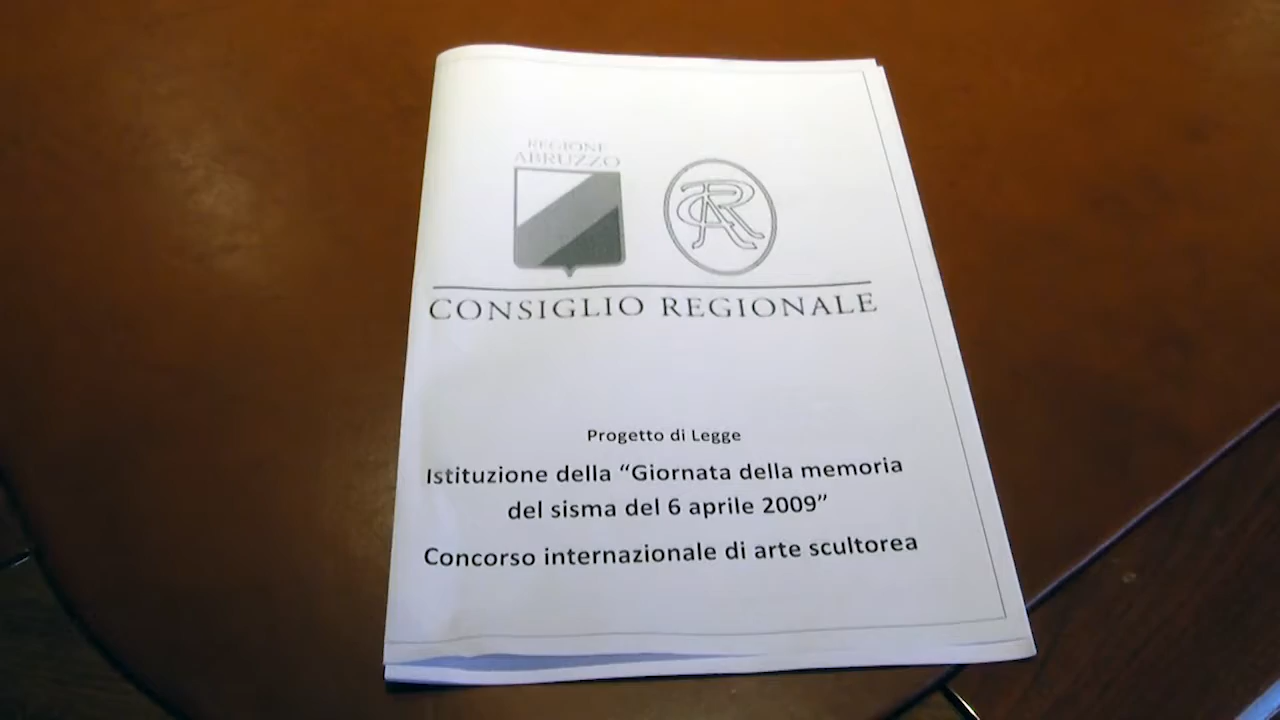 REGIONE
ABRUZZO
CONSIGLIO REGIONALE
Progetto di Legge
Istituzione della “Giornata della memoria
del sisma del 6 aprile 2009”
Concorso internazionale di arte scultorea